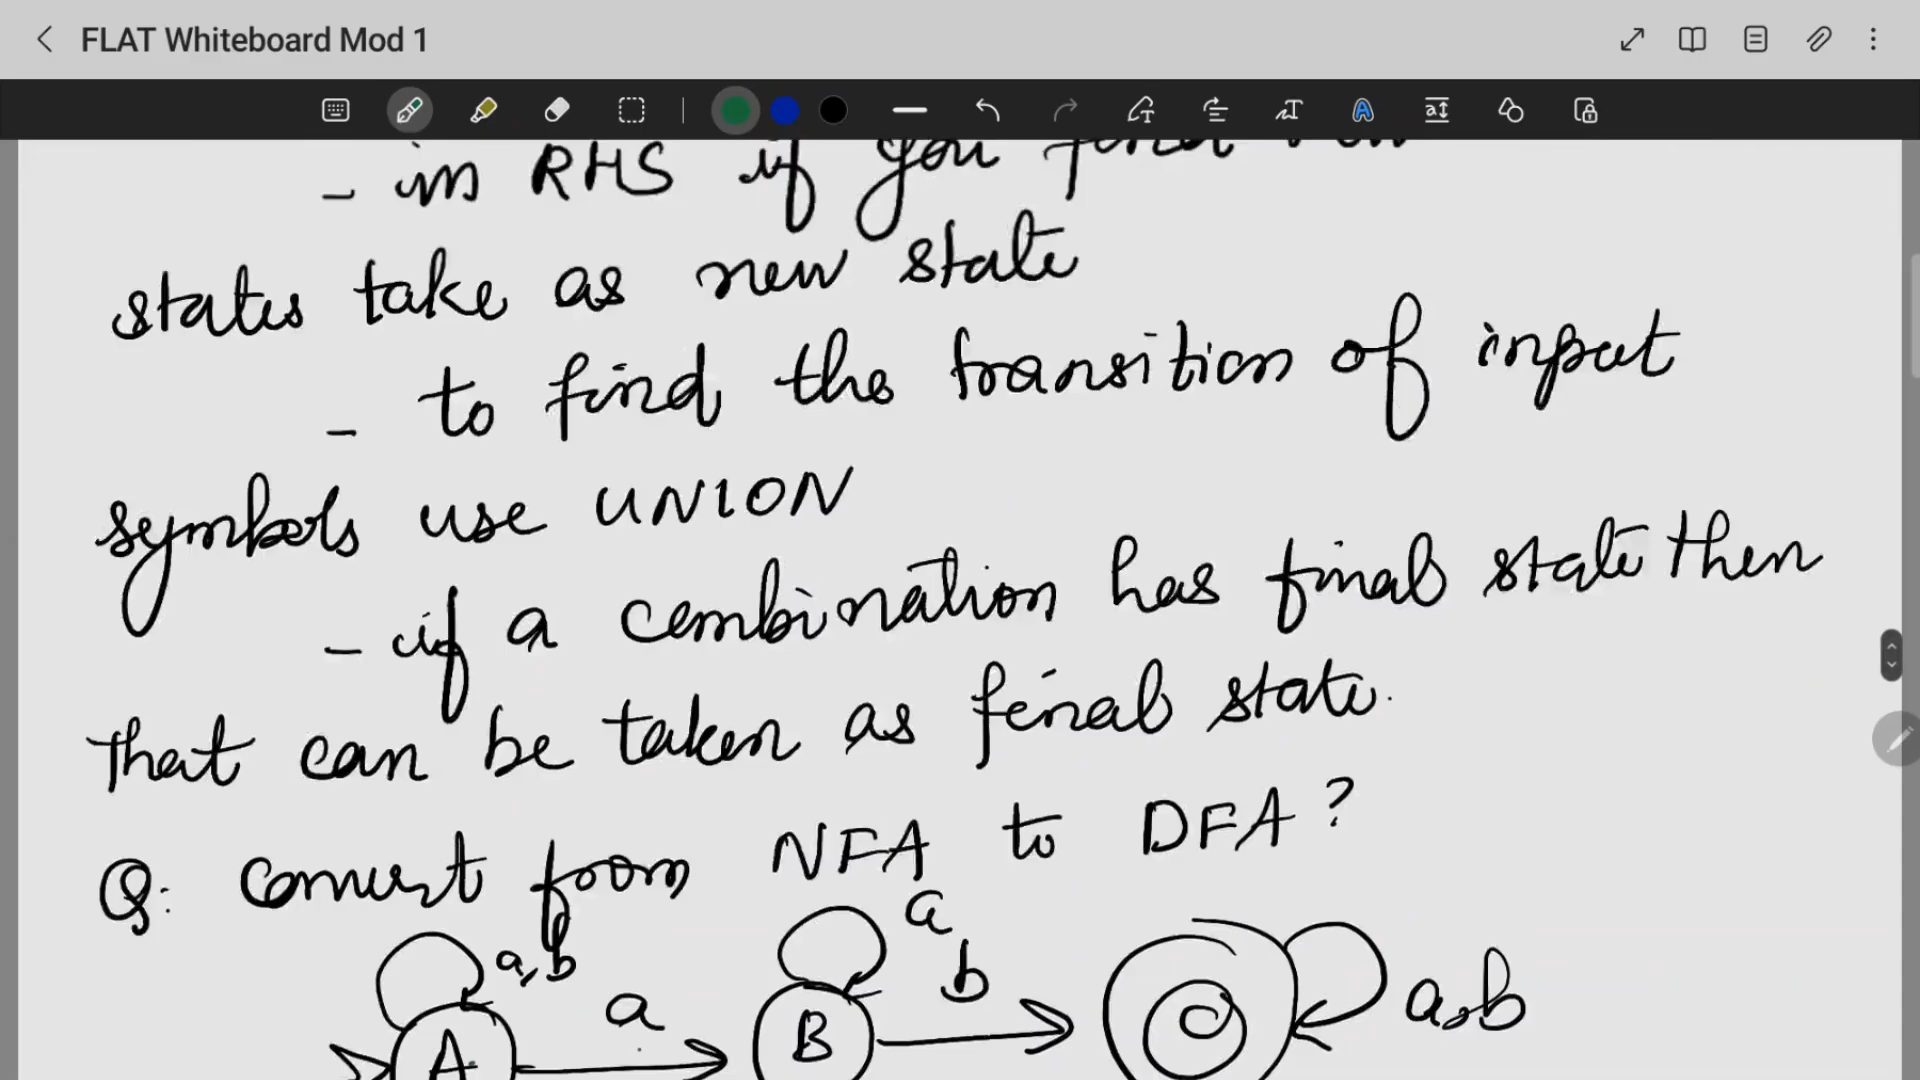 FLAT Whiteboard Mod 1
- in RHS if you find
states take as new state
- to find the transition of input
symbols use UNION
- if a combination has final state then
that can be taken as final state.
Q: Convert from NFA to DFA?
a
a,b
b
a
a,b
A
B
C